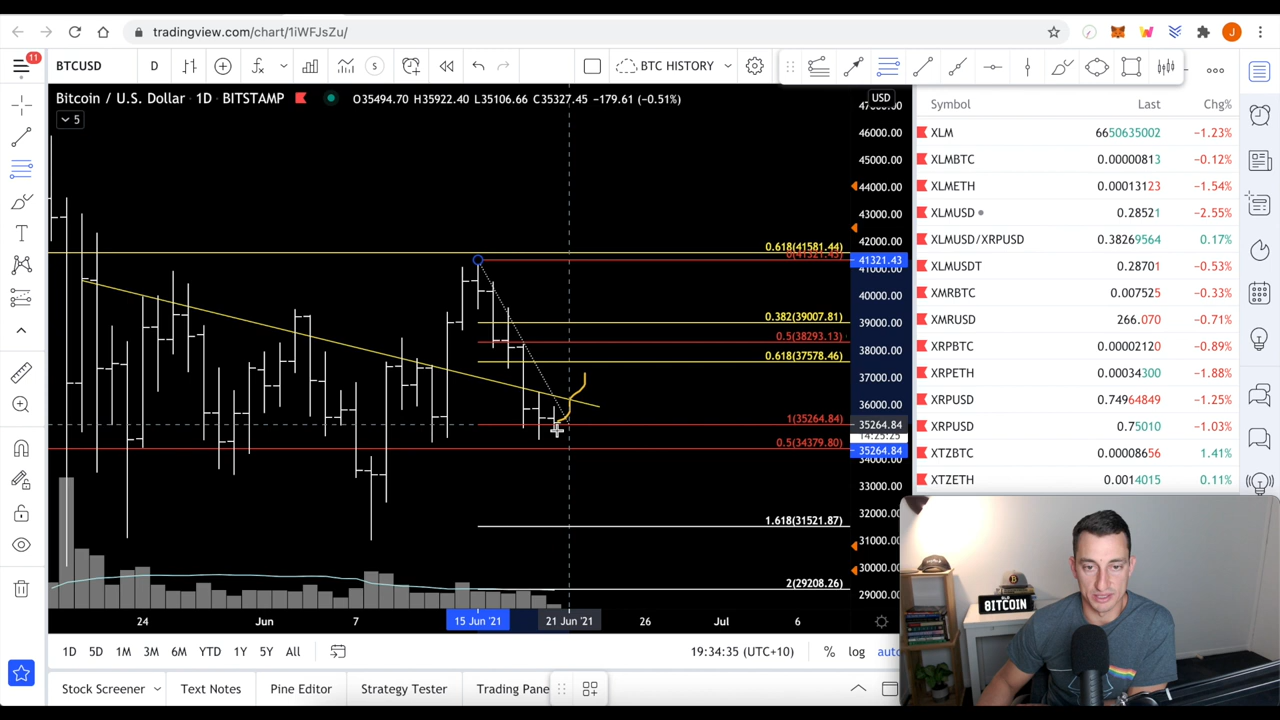 tradingview.com/chart/1iWFJsZu/
J
11
BTCUSD
D
S
BTC HISTORY
Bitcoin / U.S. Dollar · 1D · BITSTAMP
O35494.70 H35922.40 L35106.66 C35327.45 −179.61 (−0.51%)
5
USD
47000.00
46000.00
45000.00
44000.00
43000.00
42000.00
41321.43
41000.00
40000.00
39000.00
38000.00
37000.00
36000.00
35264.84
14:25:25
35264.84
34000.00
33000.00
32000.00
31000.00
30000.00
29000.00
0.618(41581.44)
0(41321.43)
0.382(39007.81)
0.5(38293.13)
0.618(37578.46)
1(35264.84)
0.5(34379.80)
1.618(31521.87)
2(29208.26)
24
Jun
7
15 Jun '21
21 Jun '21
26
Jul
6
1D 5D 1M 3M 6M YTD 1Y 5Y All
19:34:35 (UTC+10)
% log auto
Stock Screener
Text Notes
Pine Editor
Strategy Tester
Trading Pane
Symbol Last Chg%
XLM 6650635002 −1.23%
XLMBTC 0.00000813 −0.12%
XLMETH 0.00013123 −1.54%
XLMUSD 0.28521 −2.55%
XLMUSD/XRPUSD 0.38269564 0.17%
XLMUSDT 0.28701 −0.53%
XMRBTC 0.007525 −0.33%
XMRUSD 266.070 −0.71%
XRPBTC 0.00002120 −0.89%
XRPETH 0.00034300 −1.88%
XRPUSD 0.74964849 −1.25%
XRPUSD 0.75010 −1.03%
XTZBTC 0.00008656 1.41%
XTZETH 0.0014015 0.11%
BITCOIN